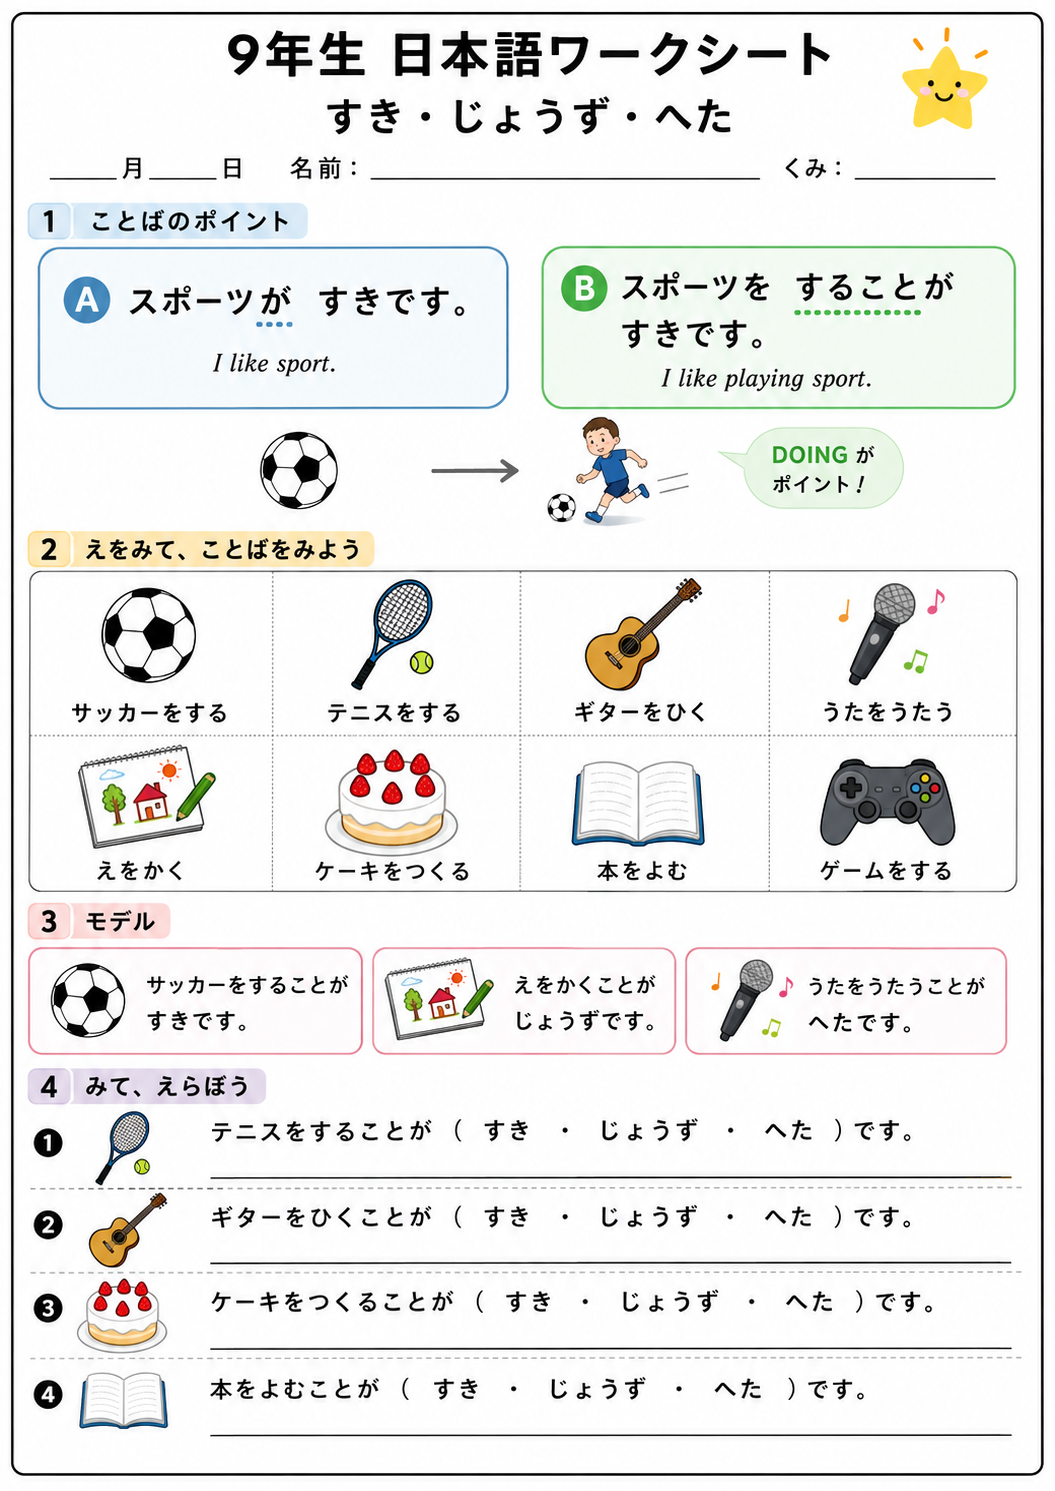 9年生 日本語ワークシート
すき・じょうず・へた
_____月_____日 名前：______________________________ くみ：___________
1 ことばのポイント
A スポーツが すきです。
I like sport.
B スポーツを することが
すきです。
I like playing sport.
DOING が
ポイント！
2 えをみて、ことばをみよう
サッカーをする テニスをする ギターをひく うたをうたう
えをかく ケーキをつくる 本をよむ ゲームをする
3 モデル
サッカーをすることが
すきです。
えをかくことが
じょうずです。
うたをうたうことが
へたです。
4 みて、えらぼう
1 テニスをすることが （ すき ・ じょうず ・ へた ）です。
2 ギターをひくことが （ すき ・ じょうず ・ へた ）です。
3 ケーキをつくることが （ すき ・ じょうず ・ へた ）です。
4 本をよむことが （ すき ・ じょうず ・ へた ）です。